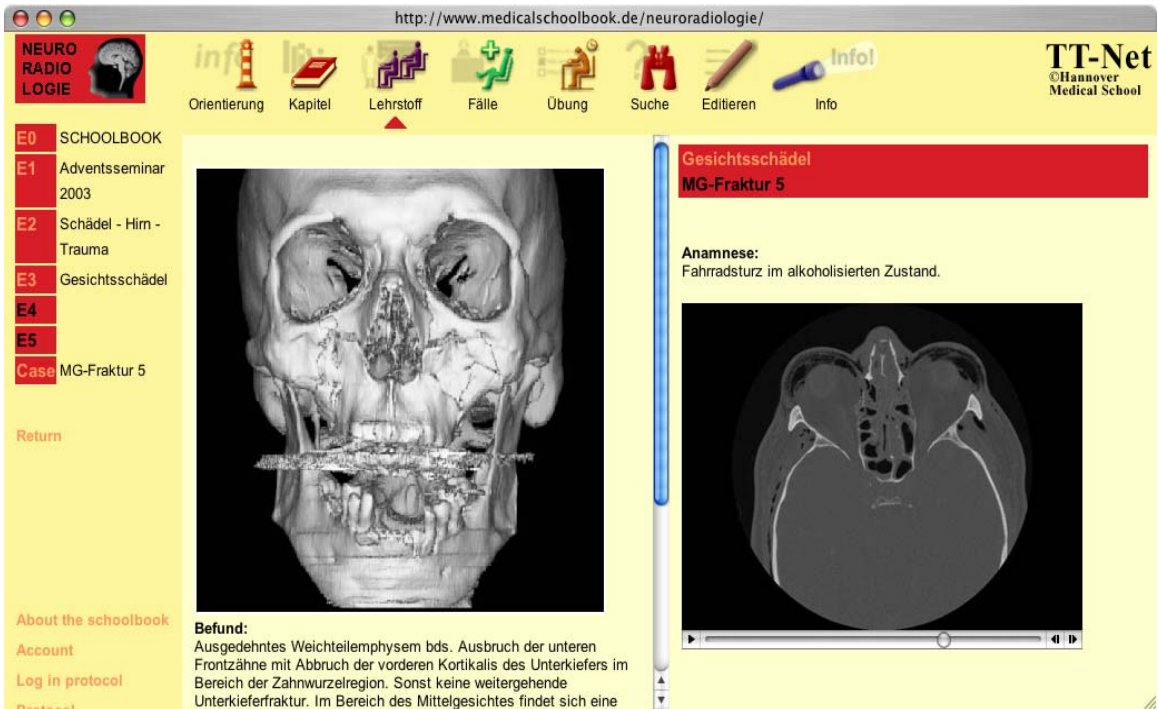 http://www.medicalschoolbook.de/neuroradiologie/
NEURO
RADIO
LOGIE
Orientierung
Kapitel
Lehrstoff
Fälle
Übung
Suche
Editieren
Info!
Info
TT-Net
©Hannover
Medical School
E0 SCHOOLBOOK
E1 Adventsseminar
2003
E2 Schädel - Hirn -
Trauma
E3 Gesichtsschädel
E4
E5
Case MG-Fraktur 5
Return
About the schoolbook
Account
Log in protocol
Protocol
Befund:
Ausgedehntes Weichteilemphysem bds. Ausbruch der unteren
Frontzähne mit Abbruch der vorderen Kortikalis des Unterkiefers im
Bereich der Zahnwurzelregion. Sonst keine weitergehende
Unterkieferfraktur. Im Bereich des Mittelgesichtes findet sich eine
Gesichtsschädel
MG-Fraktur 5
Anamnese:
Fahrradsturz im alkoholisierten Zustand.